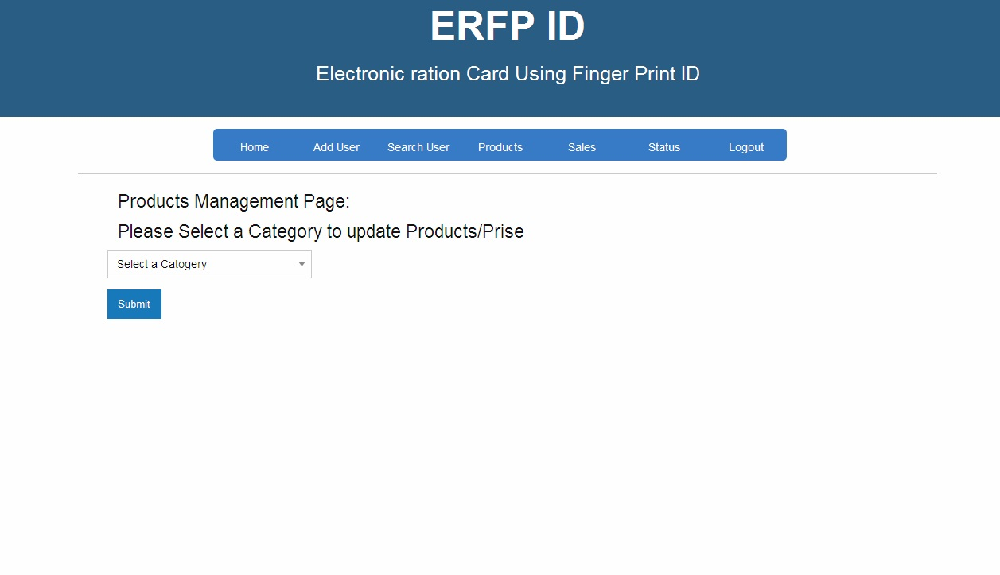 ERFP ID
Electronic ration Card Using Finger Print ID
Home Add User Search User Products Sales Status Logout
Products Management Page:
Please Select a Category to update Products/Prise
Select a Catogery
Submit